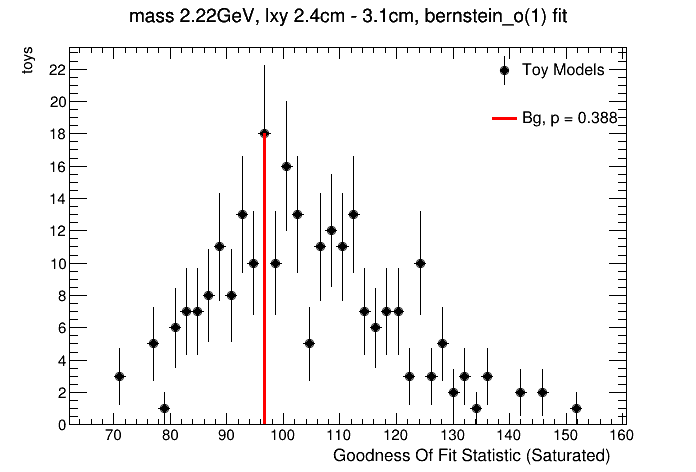 mass 2.22GeV, lxy 2.4cm - 3.1cm, bernstein_o(1) fit
toys
Toy Models
Bg, p = 0.388
22
20
18
16
14
12
10
8
6
4
2
0
70 80 90 100 110 120 130 140 150 160
Goodness Of Fit Statistic (Saturated)